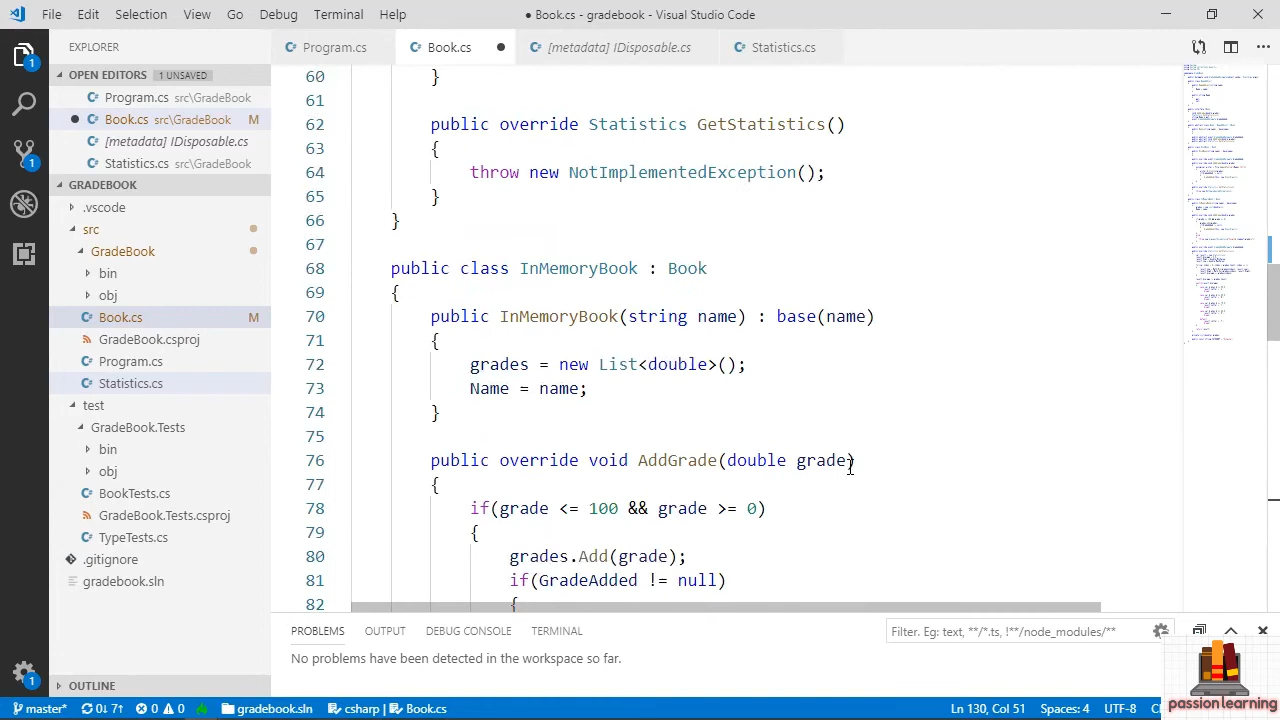 File Edit Selection View Go Debug Terminal Help
● Book.cs - gradebook - Visual Studio Code
EXPLORER
OPEN EDITORS 1 UNSAVED
Program.cs src\GradeBook
Book.cs src\GradeBook M
[metadata] IDisposable.cs
Statistics.cs src\GradeBook
GRADEBOOK
src
bin
obj
Book.cs M
GradeBook.csproj
Program.cs
Statistics.cs
test
GradeBook.Tests
bin
obj
BookTests.cs
GradeBook.Tests.csproj
TypeTests.cs
.gitignore
gradebook.sln
OUTLINE
Program.cs
Book.cs
[metadata] IDisposable.cs
Statistics.cs
60 }
61
62 public override Statistics GetStatistics()
63 {
64 throw new NotImplementedException();
65 }
66 }
67
68 public class InMemoryBook : Book
69 {
70 public InMemoryBook(string name) : base(name)
71 {
72 grades = new List<double>();
73 Name = name;
74 }
75
76 public override void AddGrade(double grade)
77 {
78 if(grade <= 100 && grade >= 0)
79 {
80 grades.Add(grade);
81 if(GradeAdded != null)
82 {
PROBLEMS OUTPUT DEBUG CONSOLE TERMINAL
Filter. Eg: text, **/*.ts, !**/node_modules/**
No problems have been detected in the workspace so far.
passion learning
master 0↓ 7↑ 0 0 gradebook.sln csharp | Book.cs
Ln 130, Col 51 Spaces: 4 UTF-8